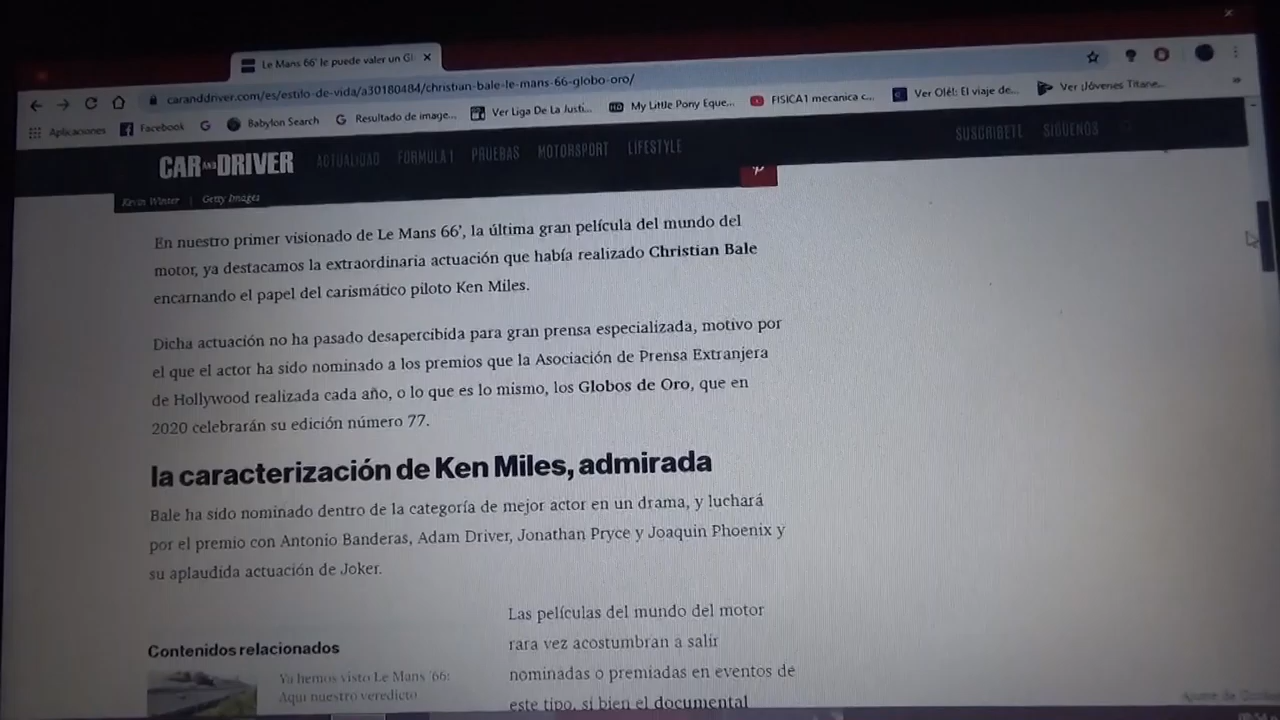 Le Mans 66' le puede valer un Gl
caranddriver.com/es/estilo-de-vida/a30180484/christian-bale-le-mans-66-globo-oro/
Aplicaciones Facebook Babylon Search Resultado de image... Ver Liga De La Justi... My Little Pony Eque... FISICA1 mecanica c... Ver Olé!: El viaje de... Ver ¡Jóvenes Titane...
CAR AND DRIVER ACTUALIDAD FÓRMULA 1 PRUEBAS MOTORSPORT LIFESTYLE SUSCRÍBETE SÍGUENOS
Kevin Winter | Getty Images
En nuestro primer visionado de Le Mans 66', la última gran película del mundo del
motor, ya destacamos la extraordinaria actuación que había realizado Christian Bale
encarnando el papel del carismático piloto Ken Miles.
Dicha actuación no ha pasado desapercibida para gran prensa especializada, motivo por
el que el actor ha sido nominado a los premios que la Asociación de Prensa Extranjera
de Hollywood realizada cada año, o lo que es lo mismo, los Globos de Oro, que en
2020 celebrarán su edición número 77.
la caracterización de Ken Miles, admirada
Bale ha sido nominado dentro de la categoría de mejor actor en un drama, y luchará
por el premio con Antonio Banderas, Adam Driver, Jonathan Pryce y Joaquin Phoenix y
su aplaudida actuación de Joker.
Contenidos relacionados
Ya hemos visto Le Mans '66:
Aquí nuestro veredicto
Las películas del mundo del motor
rara vez acostumbran a salir
nominadas o premiadas en eventos de
este tipo, si bien el documental